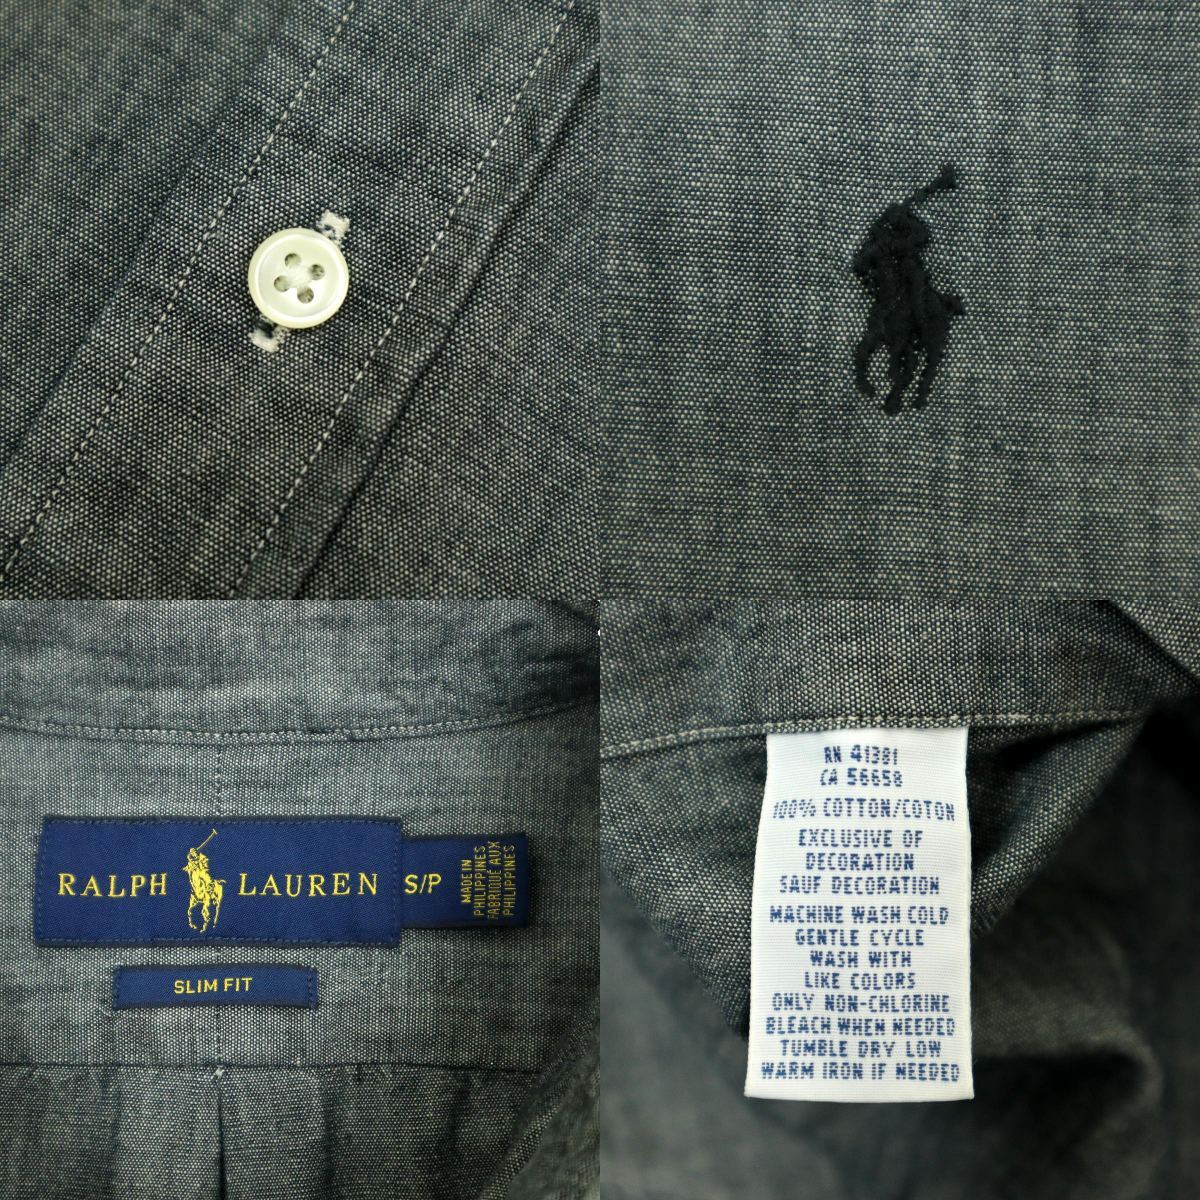 RALPH LAUREN
S/P
MADE IN
PHILIPPINES
FABRIQUÉ AUX
PHILIPPINES
SLIM FIT
RN 41381
CA 56658
100% COTTON/COTON
EXCLUSIVE OF
DECORATION
SAUF DECORATION
MACHINE WASH COLD
GENTLE CYCLE
WASH WITH
LIKE COLORS
ONLY NON-CHLORINE
BLEACH WHEN NEEDED
TUMBLE DRY LOW
WARM IRON IF NEEDED